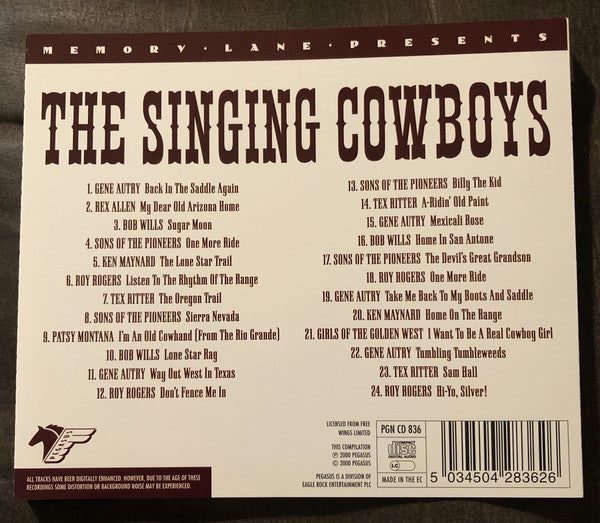 MEMORY · LANE · PRESENTS
THE SINGING COWBOYS
1. GENE AUTRY Back In The Saddle Again
2. REX ALLEN My Dear Old Arizona Home
3. BOB WILLS Sugar Moon
4. SONS OF THE PIONEERS One More Ride
5. KEN MAYNARD The Lone Star Trail
6. ROY ROGERS Listen To The Rhythm Of The Range
7. TEX RITTER The Oregon Trail
8. SONS OF THE PIONEERS Sierra Nevada
9. PATSY MONTANA I'm An Old Cowhand (From The Rio Grande)
10. BOB WILLS Lone Star Rag
11. GENE AUTRY Way Out West In Texas
12. ROY ROGERS Don't Fence Me In
13. SONS OF THE PIONEERS Billy The Kid
14. TEX RITTER A-Ridin' Old Paint
15. GENE AUTRY Mexicali Rose
16. BOB WILLS Home In San Antone
17. SONS OF THE PIONEERS The Devil's Great Grandson
18. ROY ROGERS One More Ride
19. GENE AUTRY Take Me Back To My Boots And Saddle
20. KEN MAYNARD Home On The Range
21. GIRLS OF THE GOLDEN WEST I Want To Be A Real Cowboy Girl
22. GENE AUTRY Tumbling Tumbleweeds
23. TEX RITTER Sam Hall
24. ROY ROGERS Hi-Yo, Silver!
ALL TRACKS HAVE BEEN DIGITALLY ENHANCED. HOWEVER, DUE TO THE AGE OF THESE
RECORDINGS SOME DISTORTION OR BACKGROUND NOISE MAY BE EXPERIENCED.
LICENSED FROM FREE
WINGS LIMITED
THIS COMPILATION
℗ 2000 PEGASUS
© 2000 PEGASUS
PEGASUS IS A DIVISION OF
EAGLE ROCK ENTERTAINMENT PLC
PGN CD 836
COMPACT
disc
DIGITAL AUDIO
LC
MADE IN THE EC
5 034504 283626